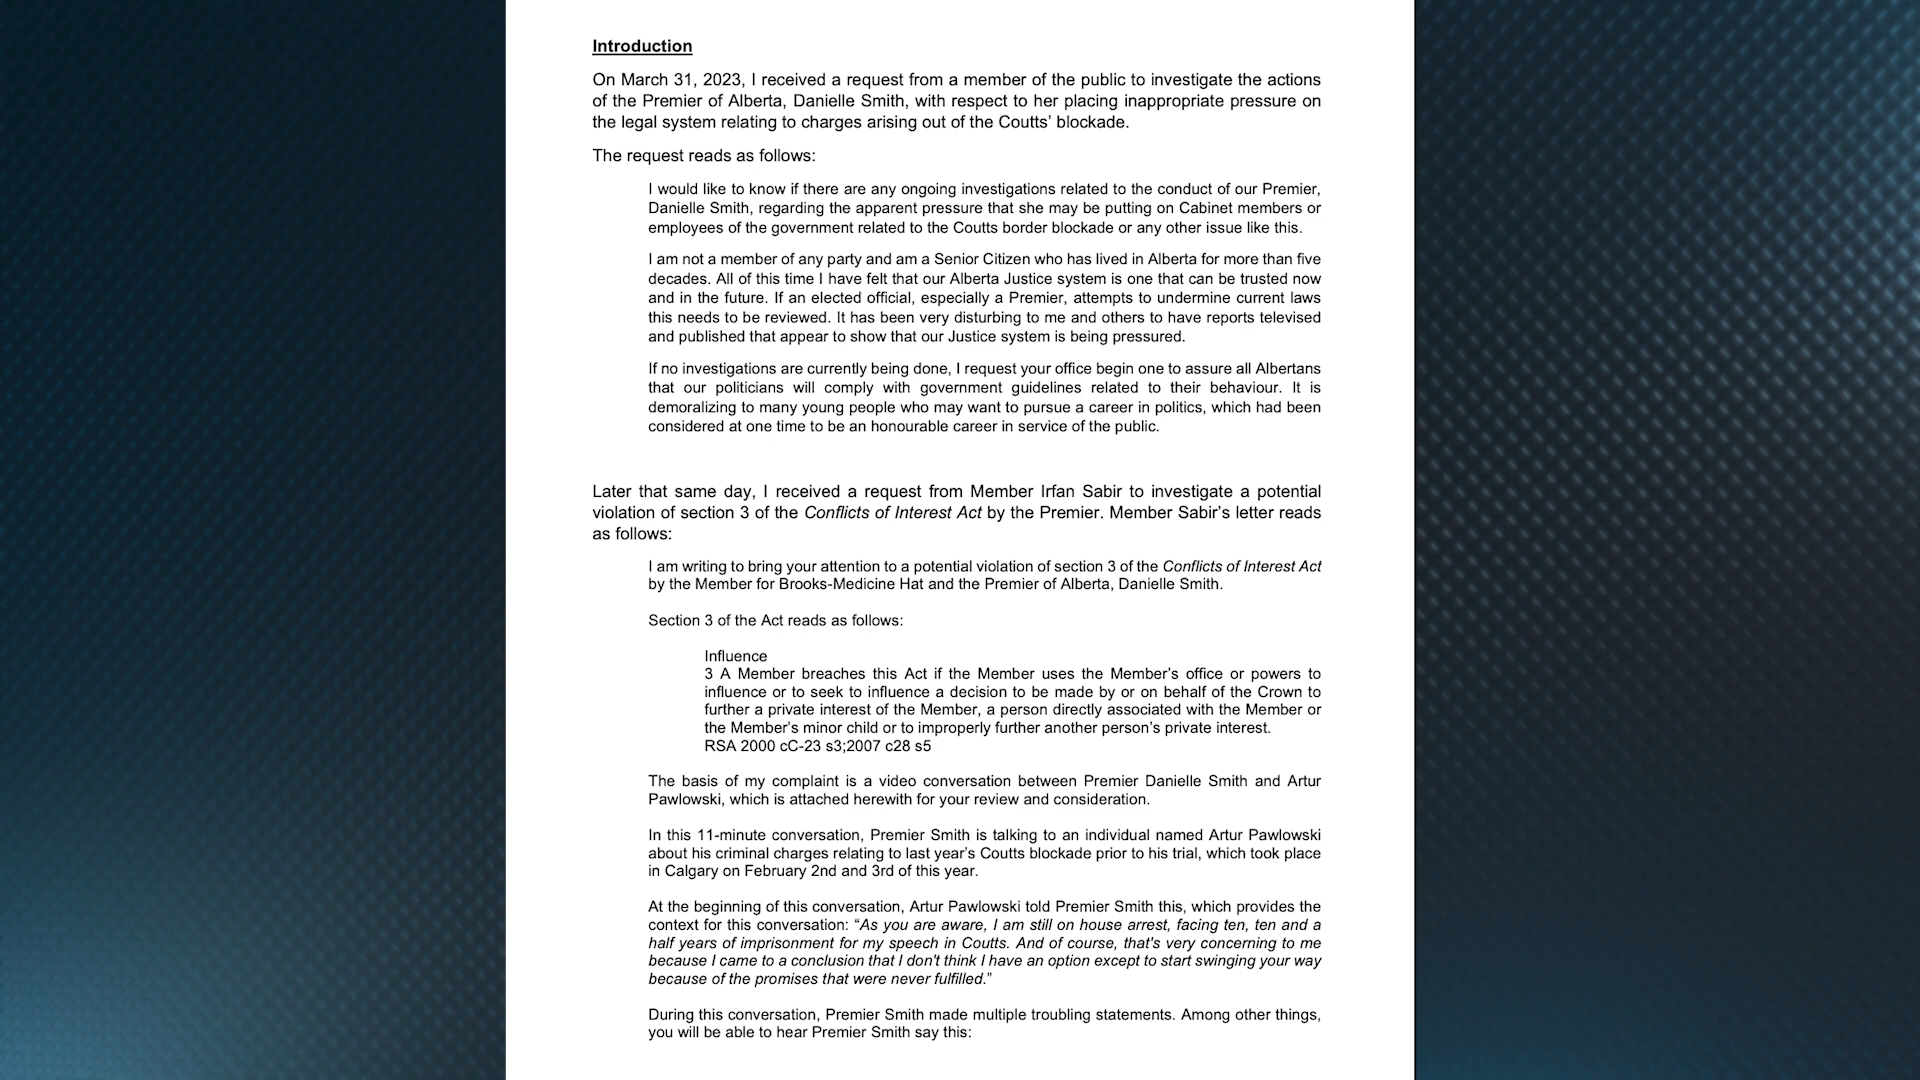 Introduction
On March 31, 2023, I received a request from a member of the public to investigate the actions
of the Premier of Alberta, Danielle Smith, with respect to her placing inappropriate pressure on
the legal system relating to charges arising out of the Coutts’ blockade.
The request reads as follows:
I would like to know if there are any ongoing investigations related to the conduct of our Premier,
Danielle Smith, regarding the apparent pressure that she may be putting on Cabinet members or
employees of the government related to the Coutts border blockade or any other issue like this.
I am not a member of any party and am a Senior Citizen who has lived in Alberta for more than five
decades. All of this time I have felt that our Alberta Justice system is one that can be trusted now
and in the future. If an elected official, especially a Premier, attempts to undermine current laws
this needs to be reviewed. It has been very disturbing to me and others to have reports televised
and published that appear to show that our Justice system is being pressured.
If no investigations are currently being done, I request your office begin one to assure all Albertans
that our politicians will comply with government guidelines related to their behaviour. It is
demoralizing to many young people who may want to pursue a career in politics, which had been
considered at one time to be an honourable career in service of the public.
Later that same day, I received a request from Member Irfan Sabir to investigate a potential
violation of section 3 of the Conflicts of Interest Act by the Premier. Member Sabir’s letter reads
as follows:
I am writing to bring your attention to a potential violation of section 3 of the Conflicts of Interest Act
by the Member for Brooks-Medicine Hat and the Premier of Alberta, Danielle Smith.
Section 3 of the Act reads as follows:
Influence
3 A Member breaches this Act if the Member uses the Member’s office or powers to
influence or to seek to influence a decision to be made by or on behalf of the Crown to
further a private interest of the Member, a person directly associated with the Member or
the Member’s minor child or to improperly further another person’s private interest.
RSA 2000 cC-23 s3;2007 c28 s5
The basis of my complaint is a video conversation between Premier Danielle Smith and Artur
Pawlowski, which is attached herewith for your review and consideration.
In this 11-minute conversation, Premier Smith is talking to an individual named Artur Pawlowski
about his criminal charges relating to last year’s Coutts blockade prior to his trial, which took place
in Calgary on February 2nd and 3rd of this year.
At the beginning of this conversation, Artur Pawlowski told Premier Smith this, which provides the
context for this conversation: “As you are aware, I am still on house arrest, facing ten, ten and a
half years of imprisonment for my speech in Coutts. And of course, that's very concerning to me
because I came to a conclusion that I don't think I have an option except to start swinging your way
because of the promises that were never fulfilled.”
During this conversation, Premier Smith made multiple troubling statements. Among other things,
you will be able to hear Premier Smith say this: